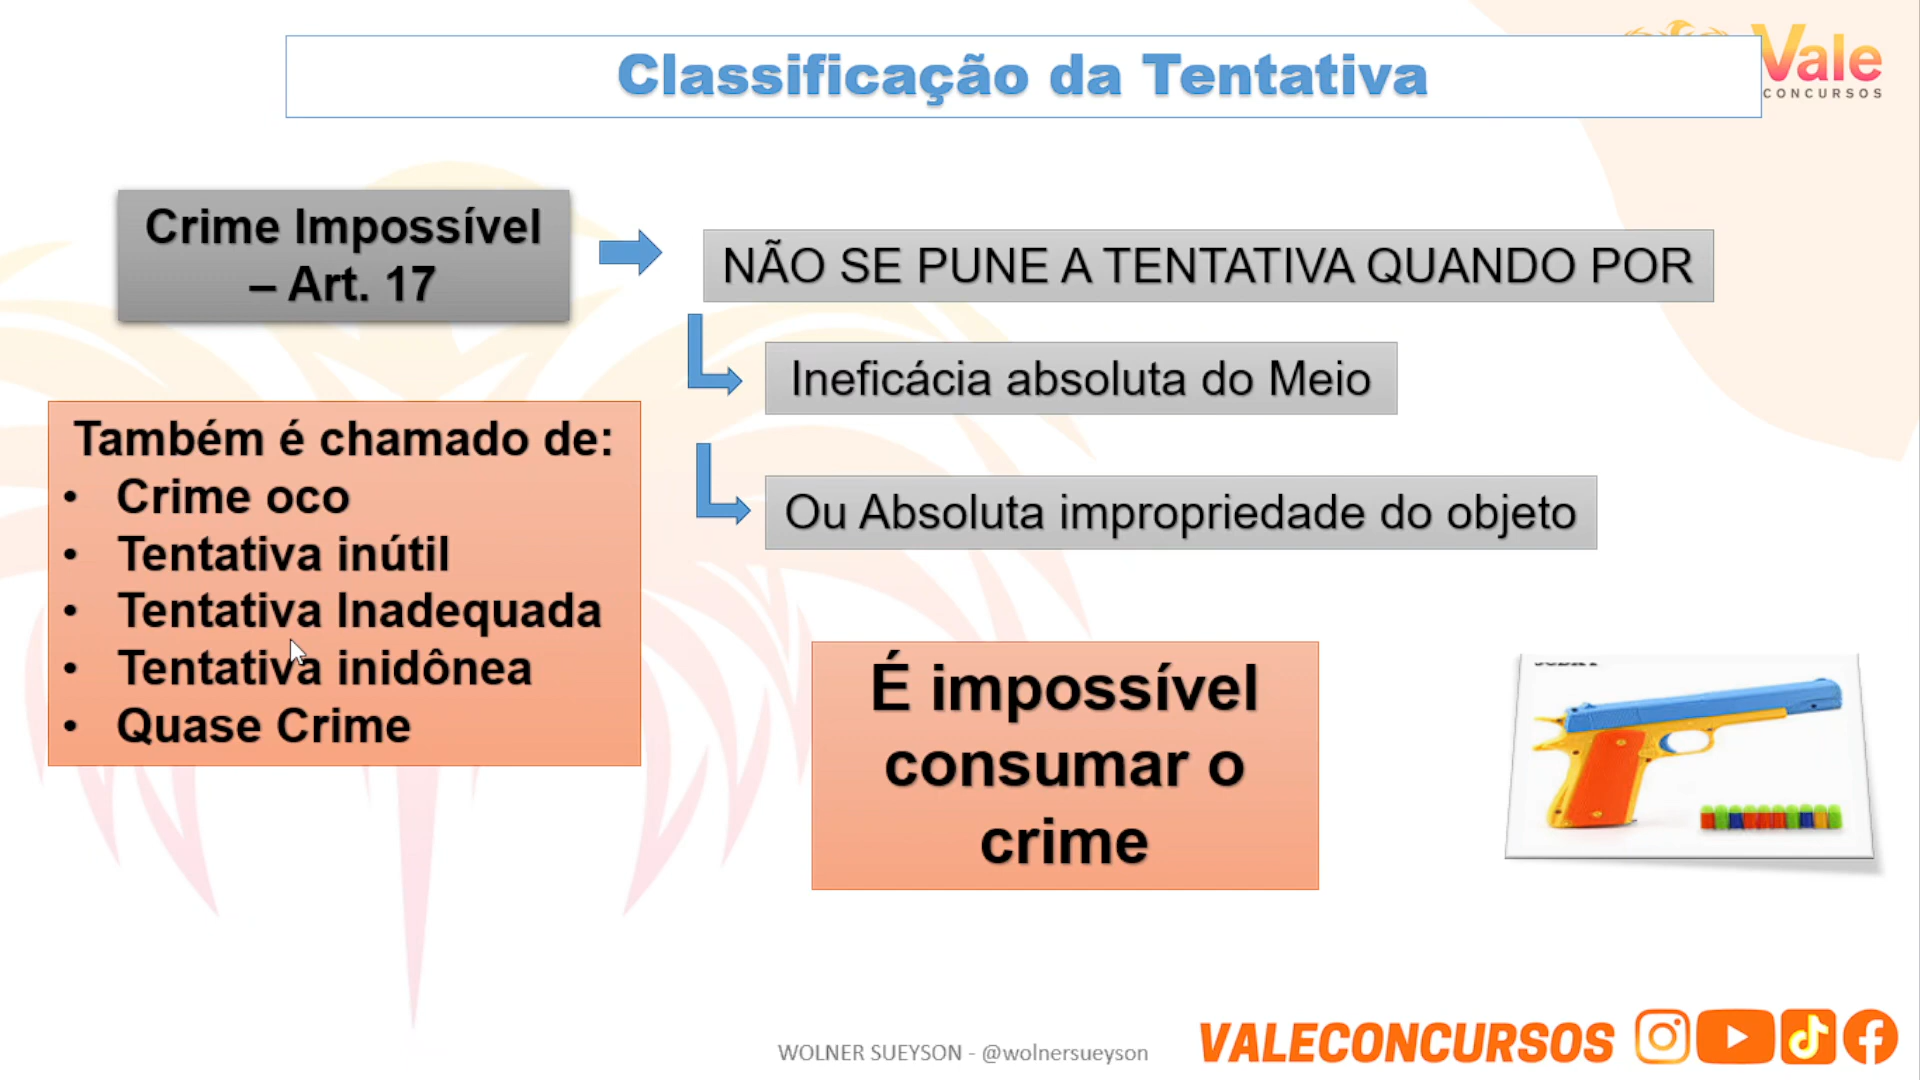 Classificação da Tentativa
Vale
CONCURSOS
Crime Impossível
– Art. 17
NÃO SE PUNE A TENTATIVA QUANDO POR
Ineficácia absoluta do Meio
Ou Absoluta impropriedade do objeto
Também é chamado de:
• Crime oco
• Tentativa inútil
• Tentativa Inadequada
• Tentativa inidônea
• Quase Crime
É impossível
consumar o
crime
WOLNER SUEYSON - @wolnersueyson
VALECONCURSOS